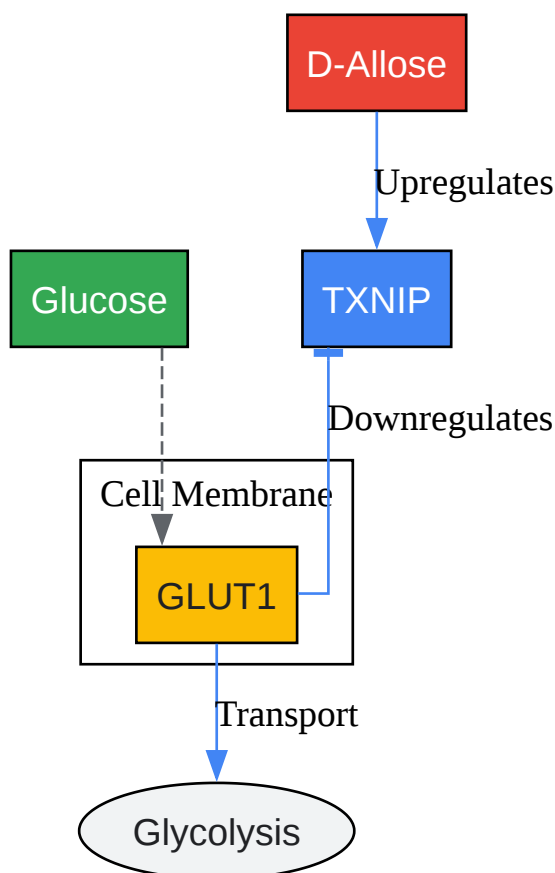 D-Allose
Upregulates
Glucose
TXNIP
Downregulates
Cell Membrane
GLUT1
Transport
Glycolysis